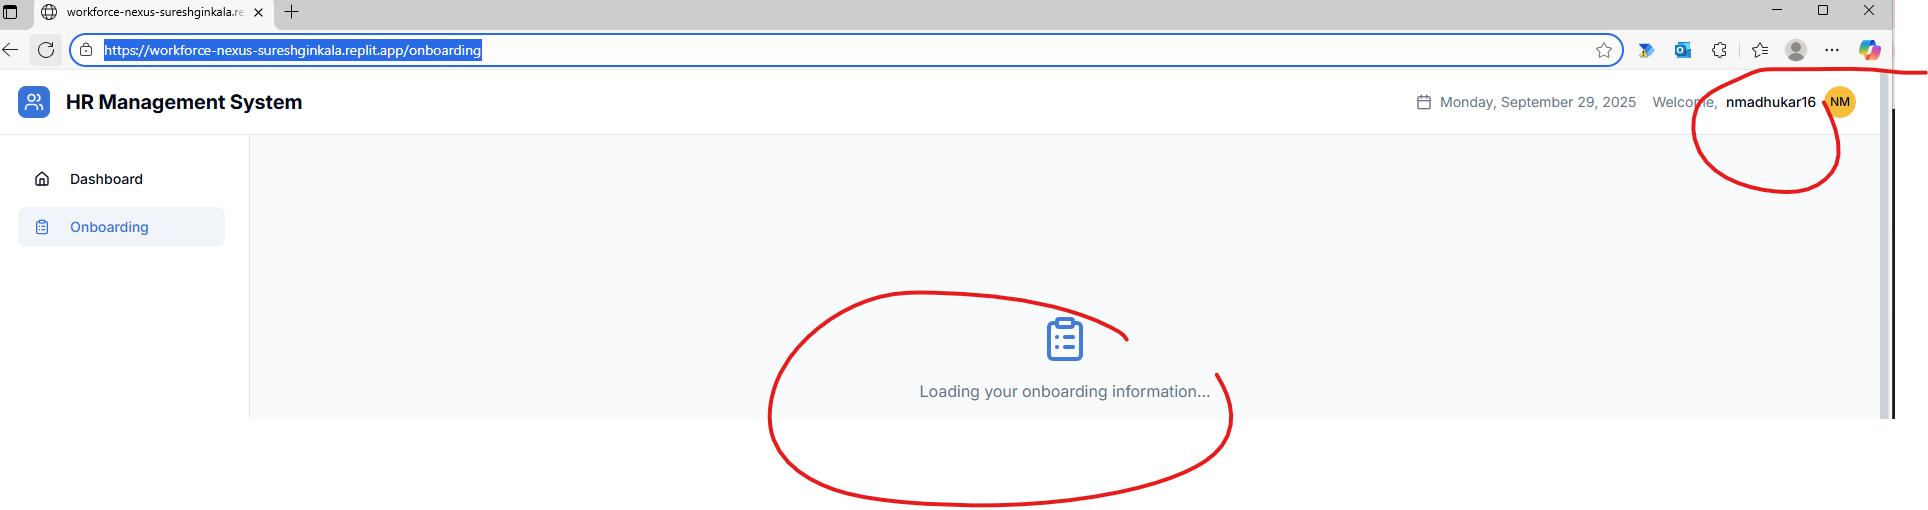 workforce-nexus-sureshginkala.re
https://workforce-nexus-sureshginkala.replit.app/onboarding
HR Management System
Monday, September 29, 2025 Welcome, nmadhukar16 NM
Dashboard
Onboarding
Loading your onboarding information...